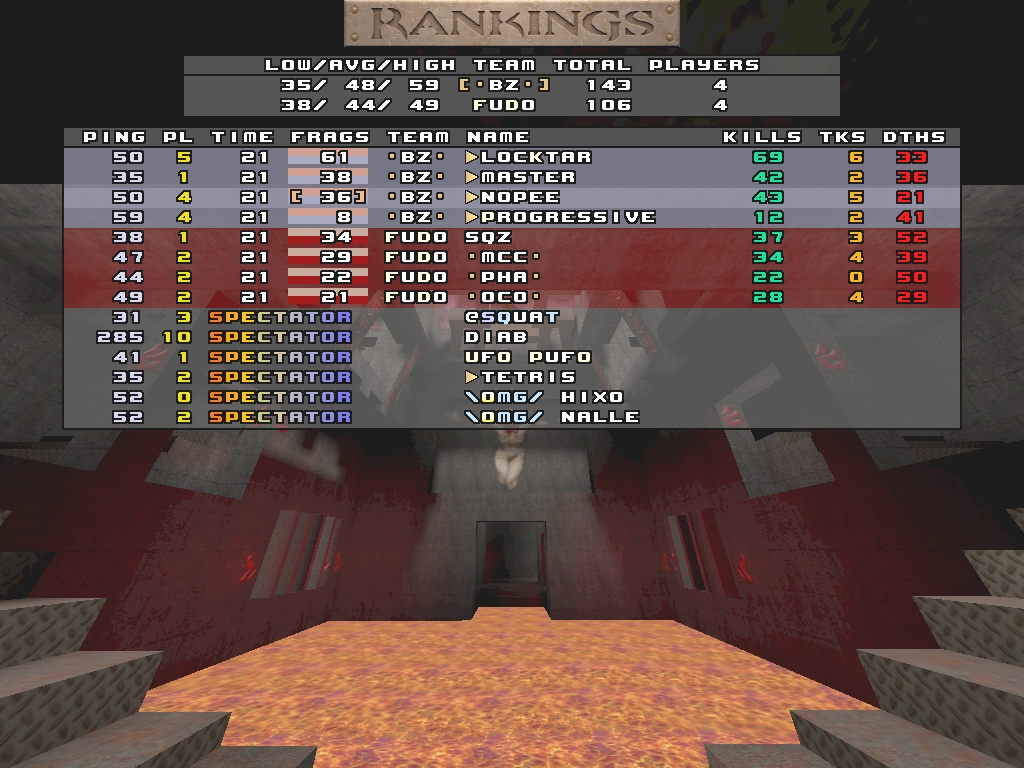 RANKINGS
LOW/AVG/HIGH TEAM TOTAL PLAYERS
35/ 48/ 59 [·BZ·] 143 4
38/ 44/ 49 FUDO 106 4
PING PL TIME FRAGS TEAM NAME KILLS TKS DTHS
50 5 21 61 ·BZ· ▶LOCKTAR 69 6 33
35 1 21 38 ·BZ· ▶MASTER 42 2 36
50 4 21 [ 36] ·BZ· ▶NOPEE 43 5 21
59 4 21 8 ·BZ· ▶PROGRESSIVE 12 2 41
38 1 21 34 FUDO SQZ 37 3 52
47 2 21 29 FUDO ·MCC· 34 4 39
44 2 21 22 FUDO ·PHA· 22 0 50
49 2 21 21 FUDO ·OCO· 28 4 29
31 3 SPECTATOR @SQUAT
285 10 SPECTATOR DIAB
41 1 SPECTATOR UFO PUFO
35 2 SPECTATOR ▶TETRIS
52 0 SPECTATOR \OMG/ HIXO
52 2 SPECTATOR \OMG/ NALLE